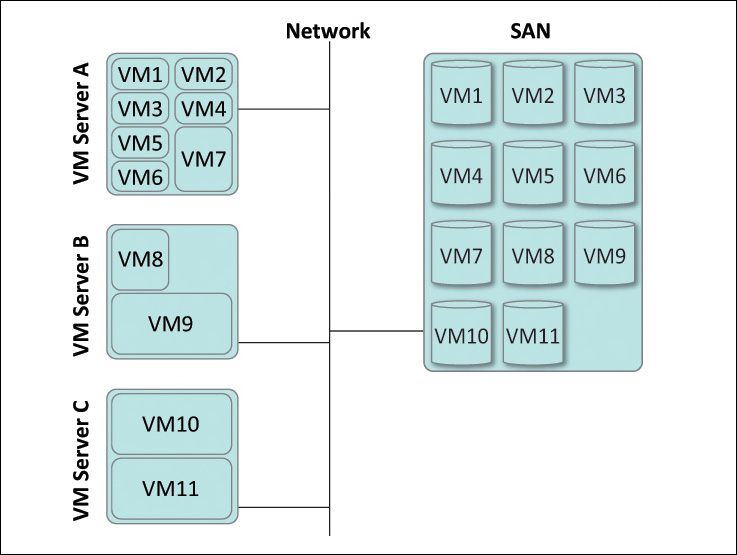 Network
SAN
VM Server A
VM1 VM2
VM3 VM4
VM5
VM6
VM7
VM Server B
VM8
VM9
VM Server C
VM10
VM11
VM1 VM2 VM3
VM4 VM5 VM6
VM7 VM8 VM9
VM10 VM11